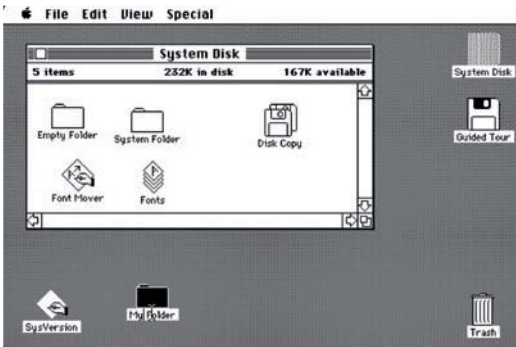 File Edit View Special
System Disk
5 items 232K in disk 167K available
Empty Folder System Folder Disk Copy
Font Mover Fonts
System Disk
Guided Tour
SysVersion My Folder Trash